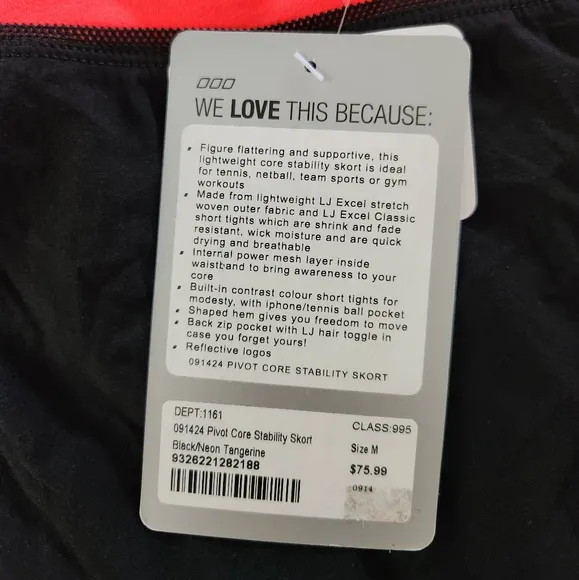 WE LOVE THIS BECAUSE:
• Figure flattering and supportive, this
lightweight core stability skort is ideal
for tennis, netball, team sports or gym
workouts
• Made from lightweight LJ Excel stretch
woven outer fabric and LJ Excel Classic
short tights which are shrink and fade
resistant, wick moisture and are quick
drying and breathable
• Internal power mesh layer inside
waistband to bring awareness to your
core
• Built-in contrast colour short tights for
modesty, with iphone/tennis ball pocket
• Shaped hem gives you freedom to move
• Back zip pocket with LJ hair toggle in
case you forget yours!
• Reflective logos
091424 PIVOT CORE STABILITY SKORT
DEPT:1161 CLASS:995
091424 Pivot Core Stability Skort
Black/Neon Tangerine Size M
9326221282188 $75.99
0914